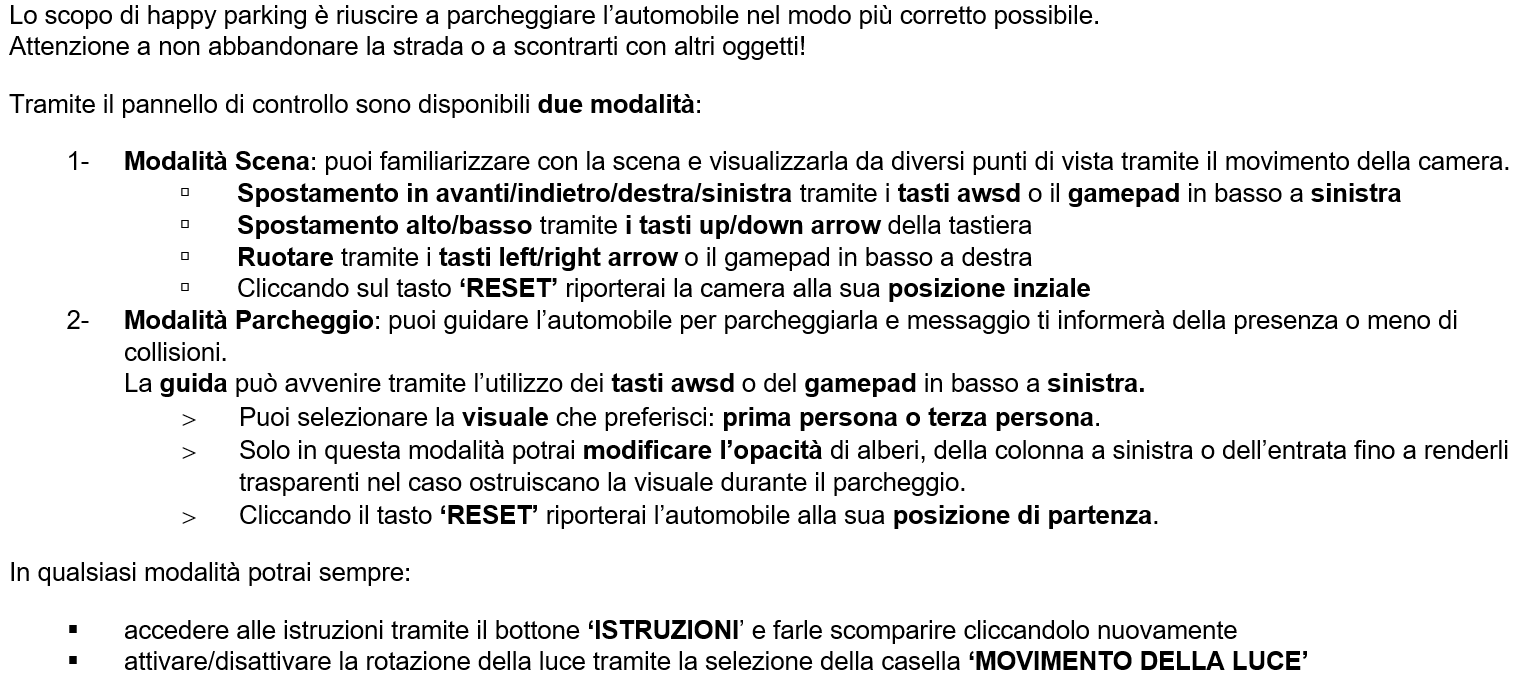 Lo scopo di happy parking è riuscire a parcheggiare l’automobile nel modo più corretto possibile.
Attenzione a non abbandonare la strada o a scontrarti con altri oggetti!
Tramite il pannello di controllo sono disponibili due modalità:
1- Modalità Scena: puoi familiarizzare con la scena e visualizzarla da diversi punti di vista tramite il movimento della camera.
▫ Spostamento in avanti/indietro/destra/sinistra tramite i tasti awsd o il gamepad in basso a sinistra
▫ Spostamento alto/basso tramite i tasti up/down arrow della tastiera
▫ Ruotare tramite i tasti left/right arrow o il gamepad in basso a destra
▫ Cliccando sul tasto ‘RESET’ riporterai la camera alla sua posizione inziale
2- Modalità Parcheggio: puoi guidare l’automobile per parcheggiarla e messaggio ti informerà della presenza o meno di
collisioni.
La guida può avvenire tramite l’utilizzo dei tasti awsd o del gamepad in basso a sinistra.
> Puoi selezionare la visuale che preferisci: prima persona o terza persona.
> Solo in questa modalità potrai modificare l’opacità di alberi, della colonna a sinistra o dell’entrata fino a renderli
trasparenti nel caso ostruiscano la visuale durante il parcheggio.
> Cliccando il tasto ‘RESET’ riporterai l’automobile alla sua posizione di partenza.
In qualsiasi modalità potrai sempre:
▪ accedere alle istruzioni tramite il bottone ‘ISTRUZIONI’ e farle scomparire cliccandolo nuovamente
▪ attivare/disattivare la rotazione della luce tramite la selezione della casella ‘MOVIMENTO DELLA LUCE’